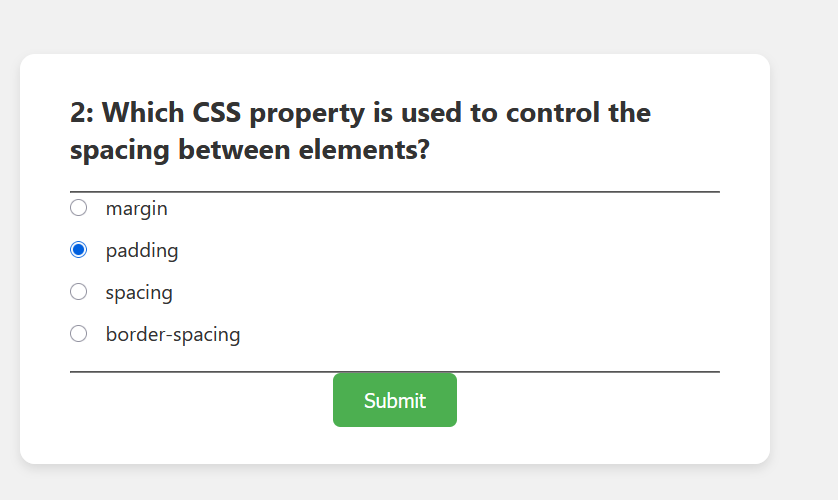 2: Which CSS property is used to control the
spacing between elements?
margin
padding
spacing
border-spacing
Submit